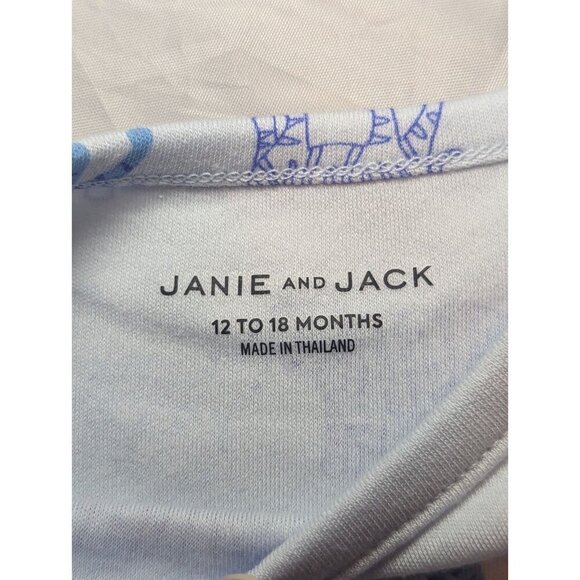 JANIE AND JACK
12 TO 18 MONTHS
MADE IN THAILAND